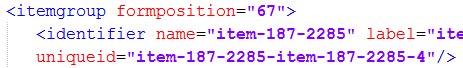 <itemgroup formposition="67">
<identifier name="item-187-2285" label="ite
uniqueid="item-187-2285-item-187-2285-4"/>